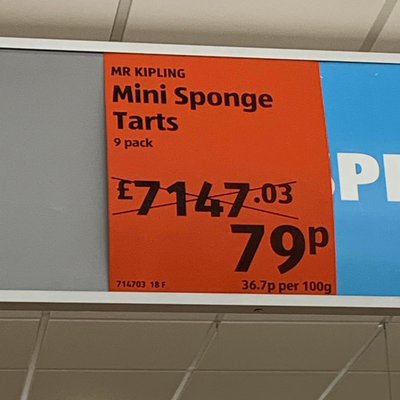 MR KIPLING
Mini Sponge
Tarts
9 pack
£7147.03
79p
714703 18 F
36.7p per 100g